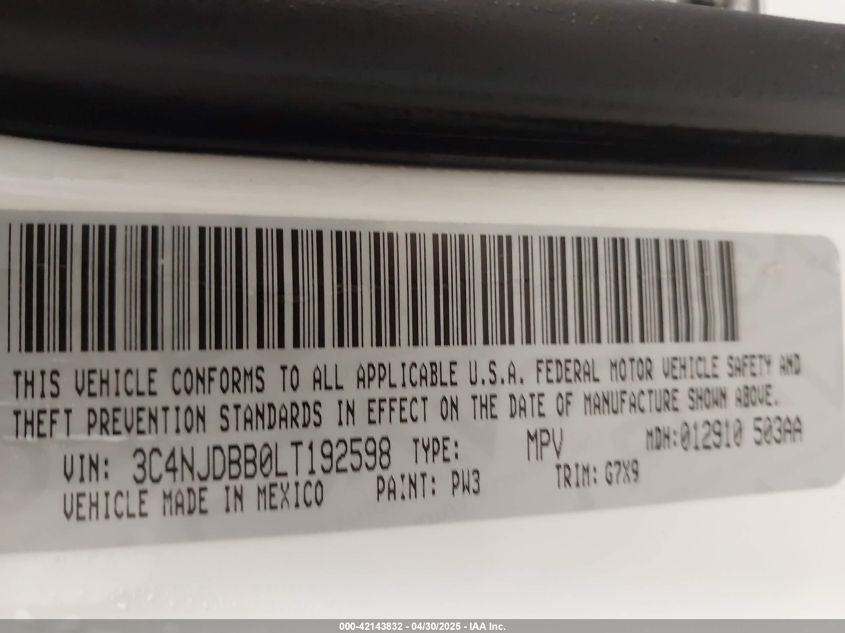 THIS VEHICLE CONFORMS TO ALL APPLICABLE U.S.A. FEDERAL MOTOR VEHICLE SAFETY AND
THEFT PREVENTION STANDARDS IN EFFECT ON THE DATE OF MANUFACTURE SHOWN ABOVE.
VIN: 3C4NJDBB0LT192598 TYPE: MPV MDH:012910 503AA
VEHICLE MADE IN MEXICO PAINT: PW3 TRIM: G7X9
000-42143832 - 04/30/2025 - IAA Inc.